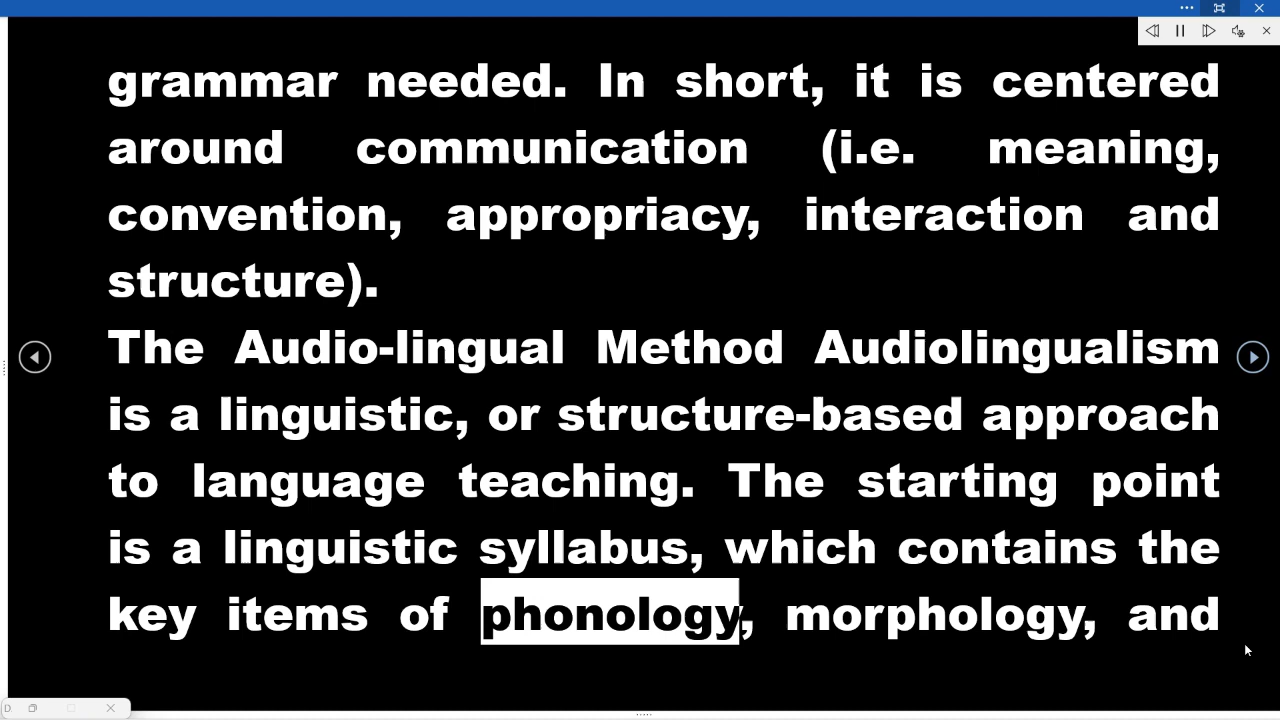 grammar needed. In short, it is centered
around communication (i.e. meaning,
convention, appropriacy, interaction and
structure).
The Audio-lingual Method Audiolingualism
is a linguistic, or structure-based approach
to language teaching. The starting point
is a linguistic syllabus, which contains the
key items of phonology, morphology, and
D